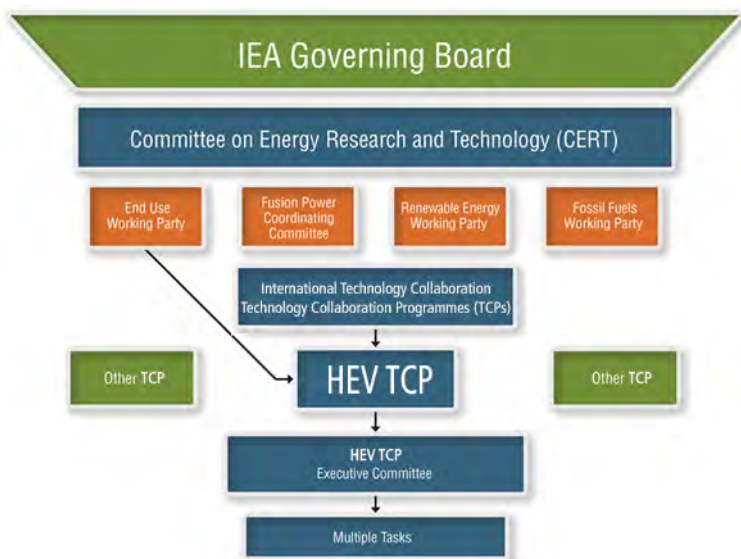 IEA Governing Board
Committee on Energy Research and Technology (CERT)
End Use
Working Party
Fusion Power
Coordinating
Committee
Renewable Energy
Working Party
Fossil Fuels
Working Party
International Technology Collaboration
Technology Collaboration Programmes (TCPs)
Other TCP
HEV TCP
Other TCP
HEV TCP
Executive Committee
Multiple Tasks